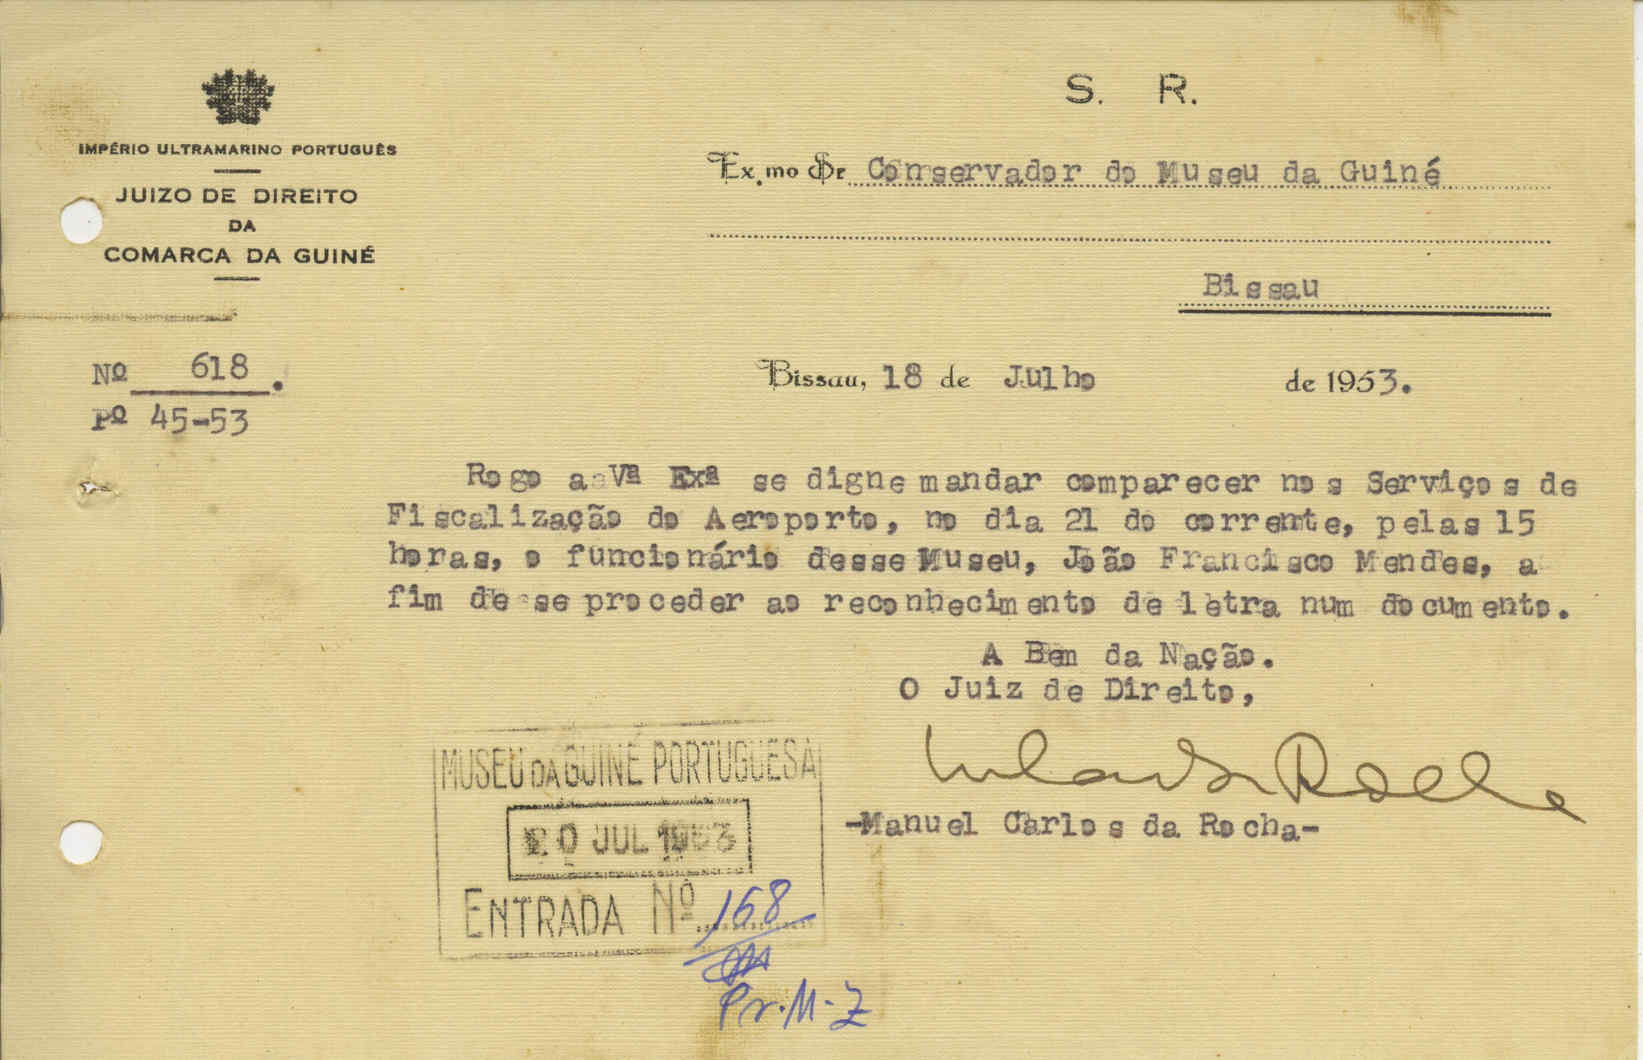 S. R.
IMPÉRIO ULTRAMARINO PORTUGUÊS
JUIZO DE DIREITO
DA
COMARCA DA GUINÉ
Ex.mo Sr Conservador do Museu da Guiné
Bissau
Nº 618.
Pº 45-53
Bissau, 18 de Julho de 1953.
Rogo a Vª Exª se digne mandar comparecer nos Serviços de
Fiscalização do Aeroporto, no dia 21 do corrente, pelas 15
horas, o funcionário desse Museu, João Francisco Mendes, a
fim de se proceder ao reconhecimento de letra num documento.
A Bem da Nação.
O Juiz de Direito,
-Manuel Carlos da Rocha-
MUSEU DA GUINÉ PORTUGUESA
20 JUL 1953
ENTRADA Nº 168
Pr. M-Z